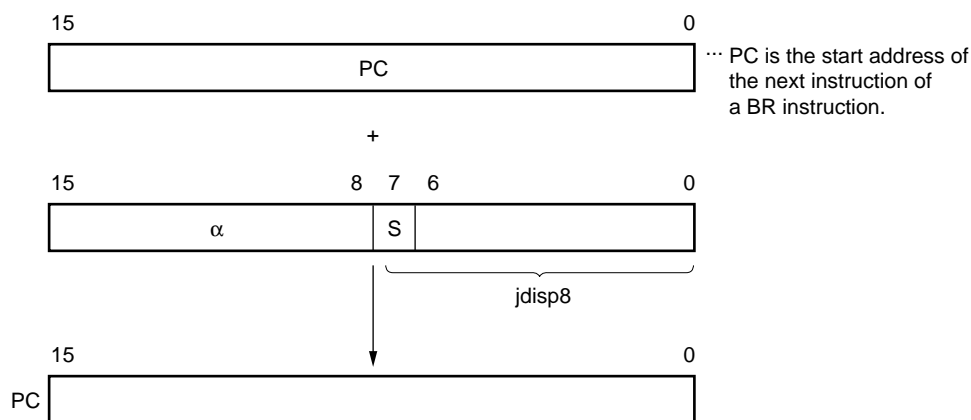 15 0
PC
… PC is the start address of
the next instruction of
a BR instruction.
+
15 8 7 6 0
α S
jdisp8
15 0
PC